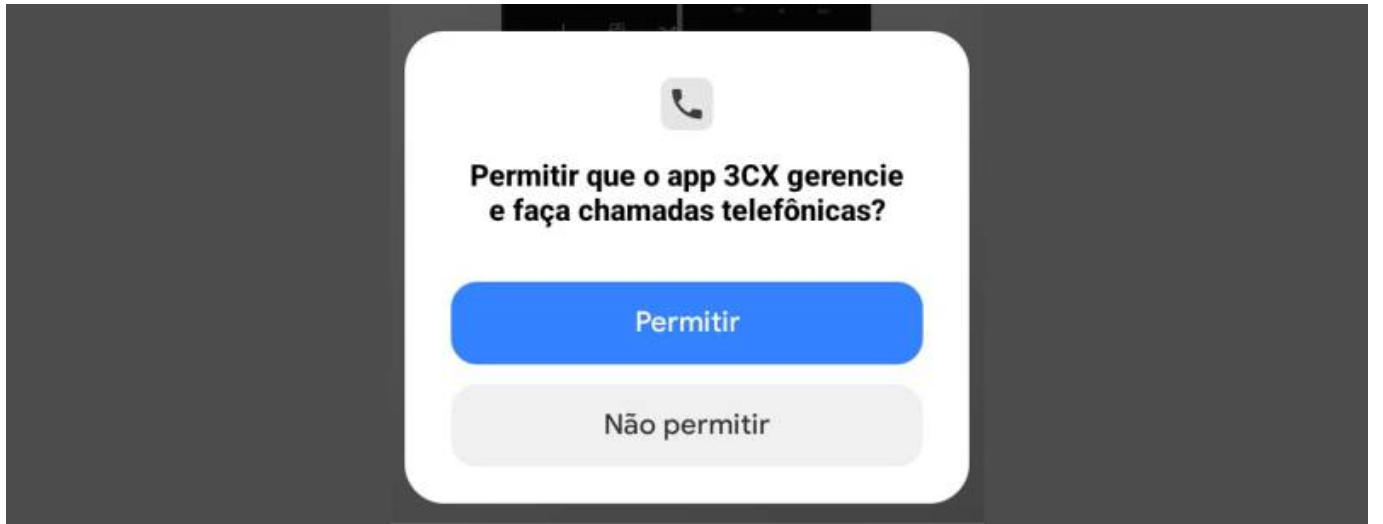 Permitir que o app 3CX gerencie
e faça chamadas telefônicas?
Permitir
Não permitir